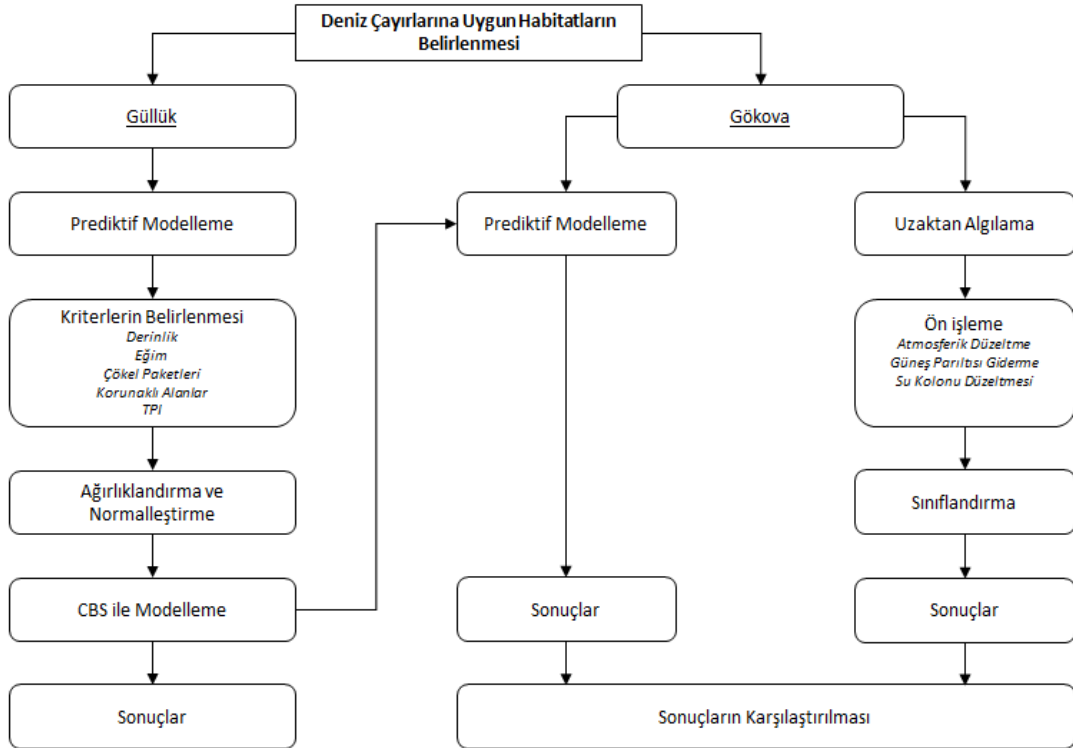 Deniz Çayırlarına Uygun Habitatların
Belirlenmesi
Güllük
Gökova
Prediktif Modelleme
Prediktif Modelleme
Uzaktan Algılama
Kriterlerin Belirlenmesi
Derinlik
Eğim
Çökel Paketleri
Korunaklı Alanlar
TPI
Ön işleme
Atmosferik Düzeltme
Güneş Parıltısı Giderme
Su Kolonu Düzeltmesi
Ağırlıklandırma ve
Normalleştirme
Sınıflandırma
CBS ile Modelleme
Sonuçlar
Sonuçlar
Sonuçlar
Sonuçların Karşılaştırılması